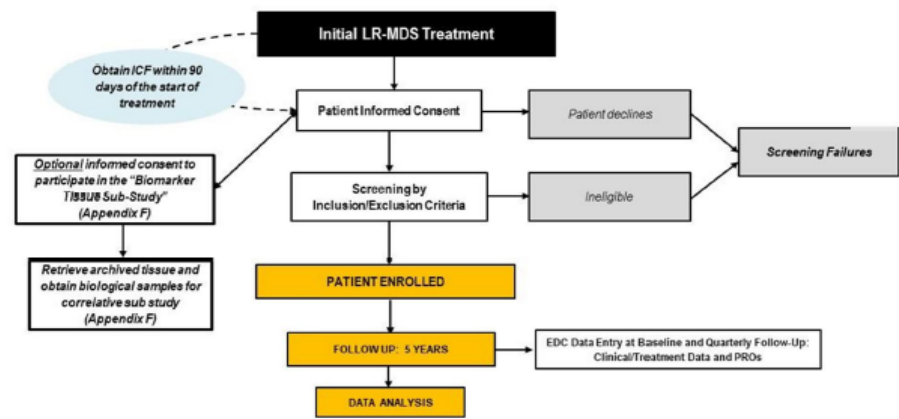 Initial LR-MDS Treatment
Obtain ICF within 90
days of the start of
treatment
Patient Informed Consent
Patient declines
Screening Failures
Optional informed consent to
participate in the "Biomarker
Tissue Sub-Study"
(Appendix F)
Screening by
Inclusion/Exclusion Criteria
Ineligible
Retrieve archived tissue and
obtain biological samples for
correlative sub study
(Appendix F)
PATIENT ENROLLED
FOLLOW UP: 5 YEARS
EDC Data Entry at Baseline and Quarterly Follow-Up:
Clinical/Treatment Data and PROs
DATA ANALYSIS